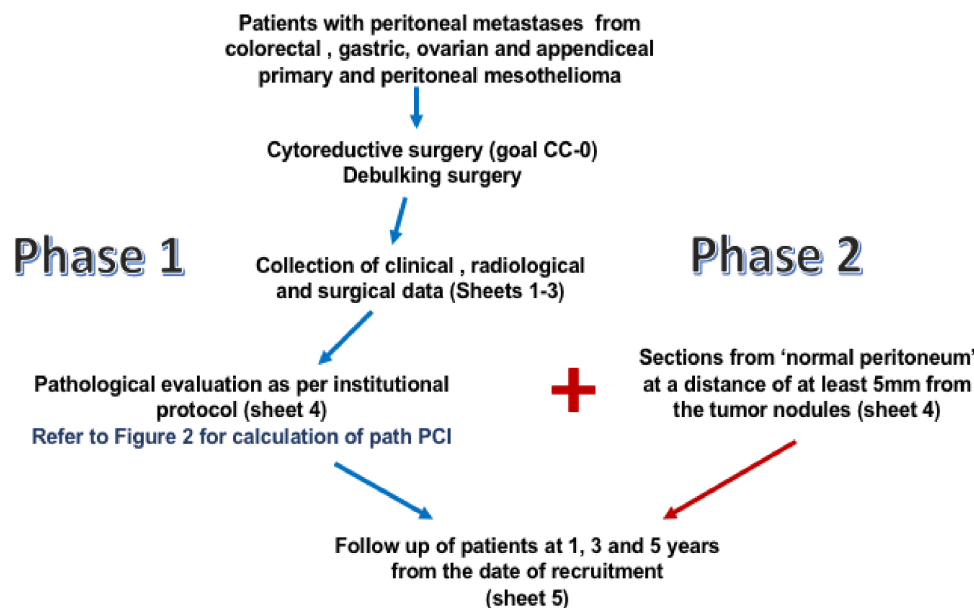 Patients with peritoneal metastases from
colorectal , gastric, ovarian and appendiceal
primary and peritoneal mesothelioma
Cytoreductive surgery (goal CC-0)
Debulking surgery
Phase 1
Phase 2
Collection of clinical , radiological
and surgical data (Sheets 1-3)
Pathological evaluation as per institutional
protocol (sheet 4)
Refer to Figure 2 for calculation of path PCI
+
Sections from ‘normal peritoneum’
at a distance of at least 5mm from
the tumor nodules (sheet 4)
Follow up of patients at 1, 3 and 5 years
from the date of recruitment
(sheet 5)